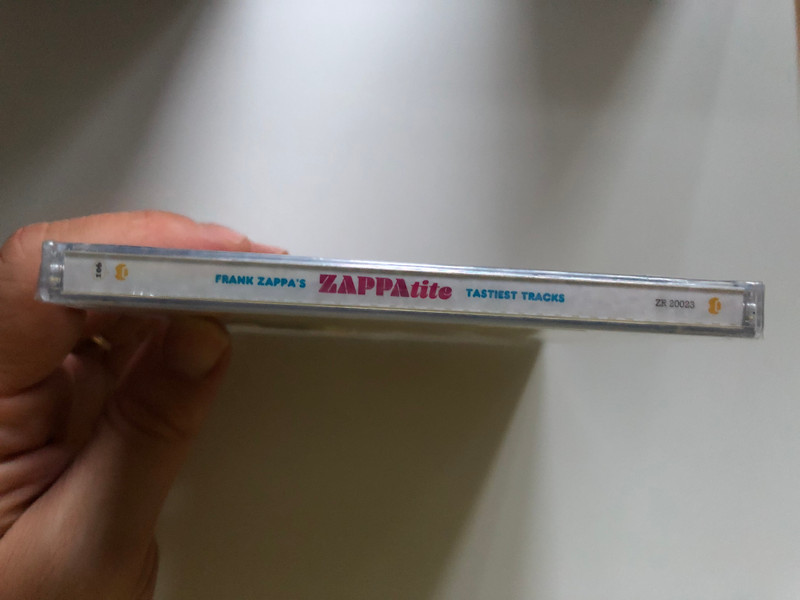 FRANK ZAPPA'S ZAPPAtite TASTIEST TRACKS ZR 20023